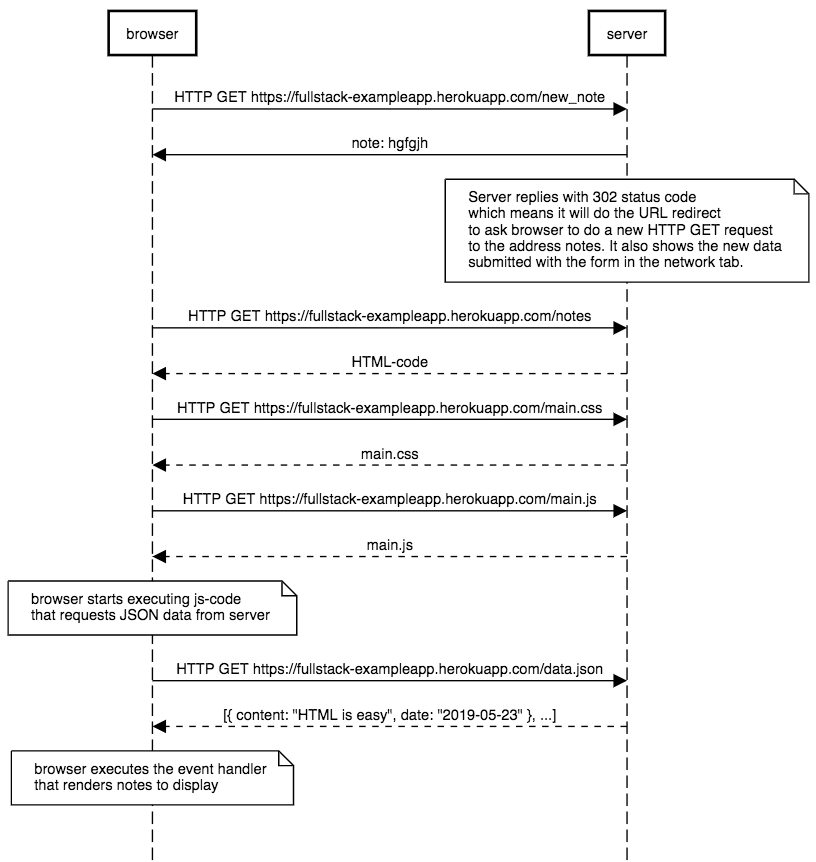 browser
server
HTTP GET https://fullstack-exampleapp.herokuapp.com/new_note
note: hgfgjh
Server replies with 302 status code
which means it will do the URL redirect
to ask browser to do a new HTTP GET request
to the address notes. It also shows the new data
submitted with the form in the network tab.
HTTP GET https://fullstack-exampleapp.herokuapp.com/notes
HTML-code
HTTP GET https://fullstack-exampleapp.herokuapp.com/main.css
main.css
HTTP GET https://fullstack-exampleapp.herokuapp.com/main.js
main.js
browser starts executing js-code
that requests JSON data from server
HTTP GET https://fullstack-exampleapp.herokuapp.com/data.json
[{ content: "HTML is easy", date: "2019-05-23" }, ...]
browser executes the event handler
that renders notes to display